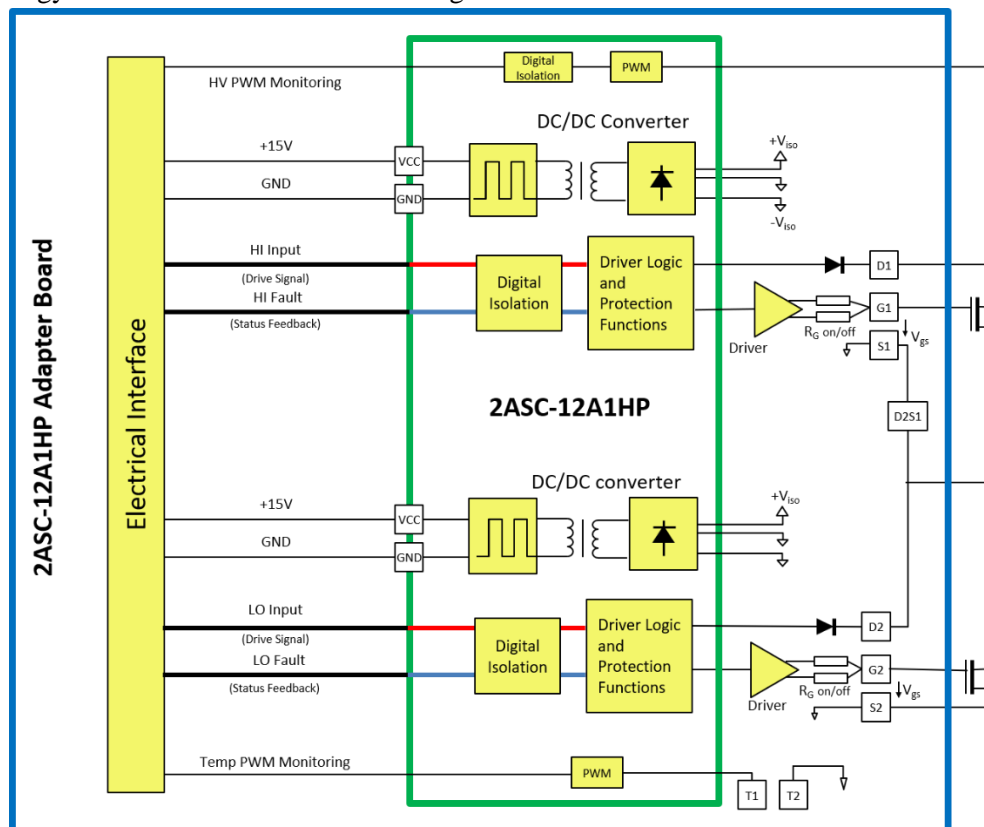 Digital
Isolation
PWM
HV PWM Monitoring
DC/DC Converter
+15V
VCC
+Viso
GND
GND
-Viso
HI Input
(Drive Signal)
HI Fault
(Status Feedback)
Digital
Isolation
Driver Logic
and
Protection
Functions
D1
G1
Driver
RG on/off
Vgs
S1
2ASC-12A1HP Adapter Board
Electrical Interface
2ASC-12A1HP
D2S1
DC/DC converter
+15V
VCC
+Viso
GND
GND
LO Input
(Drive Signal)
LO Fault
(Status Feedback)
Digital
Isolation
Driver Logic
and
Protection
Functions
D2
G2
Driver
RG on/off
Vgs
S2
Temp PWM Monitoring
PWM
T1
T2